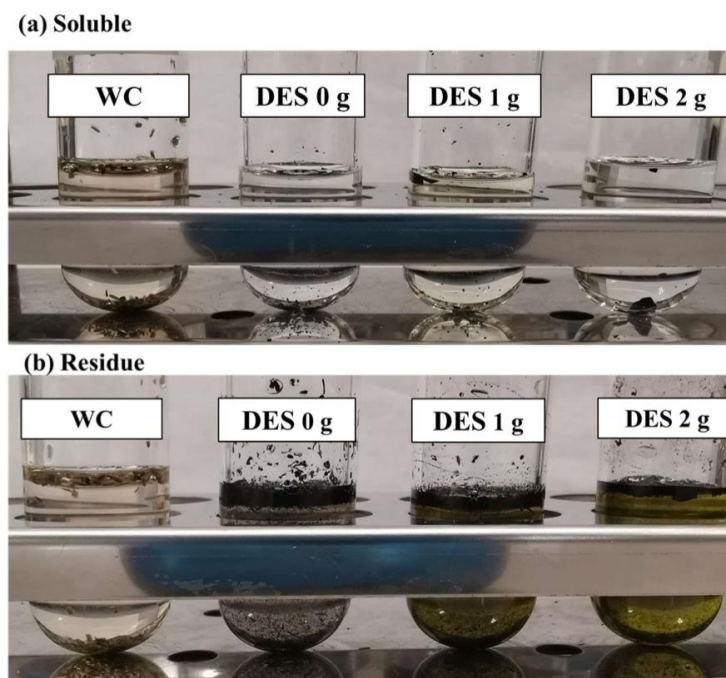 (a) Soluble
WC
DES 0 g
DES 1 g
DES 2 g
(b) Residue
WC
DES 0 g
DES 1 g
DES 2 g